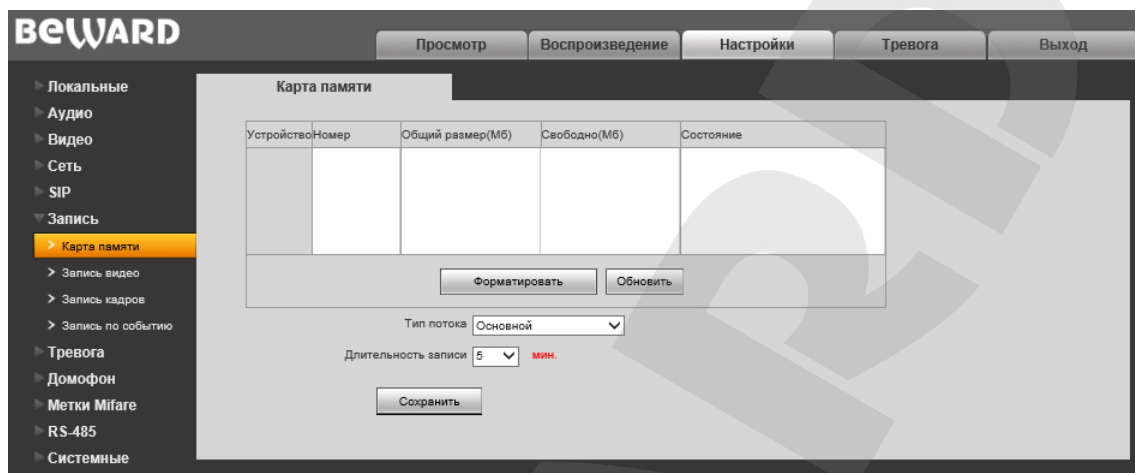 BEWARD
Просмотр Воспроизведение Настройки Тревога Выход
Локальные
Аудио
Видео
Сеть
SIP
Запись
Карта памяти
Запись видео
Запись кадров
Запись по событию
Тревога
Домофон
Метки Mifare
RS-485
Системные
Карта памяти
Устройство Номер Общий размер(Мб) Свободно(Мб) Состояние
Форматировать Обновить
Тип потока Основной
Длительность записи 5 мин.
Сохранить